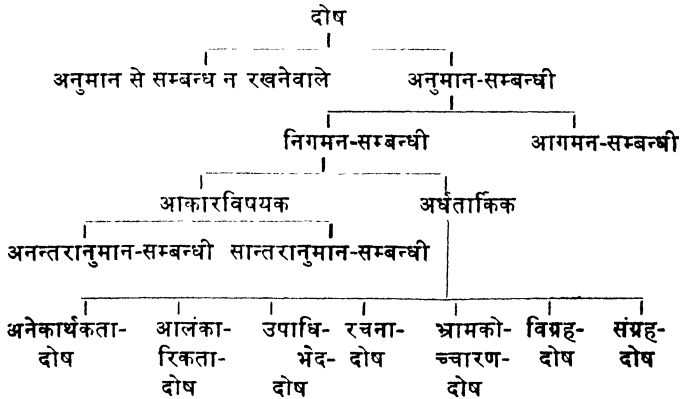 दोष
अनुमान से सम्बन्ध न रखनेवाले अनुमान-सम्बन्धी
निगमन-सम्बन्धी आगमन-सम्बन्धी
आकारविषयक अर्धतार्किक
अनन्तरानुमान-सम्बन्धी सान्तरानुमान-सम्बन्धी
अनेकार्थकता- आलंका- उपाधि- रचना- भ्रामको- विग्रह- संग्रह-
दोष रिकता- भेद- दोष च्चारण- दोष दोष
दोष दोष दोष